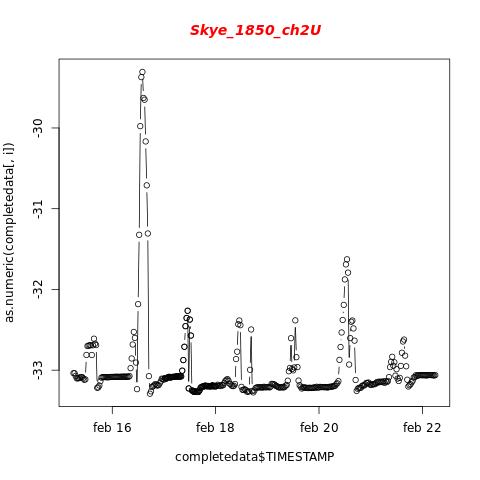 Skye_1850_ch2U
as.numeric(completedata[, i])
-30
-31
-32
-33
feb 16
feb 18
feb 20
feb 22
completedata$TIMESTAMP